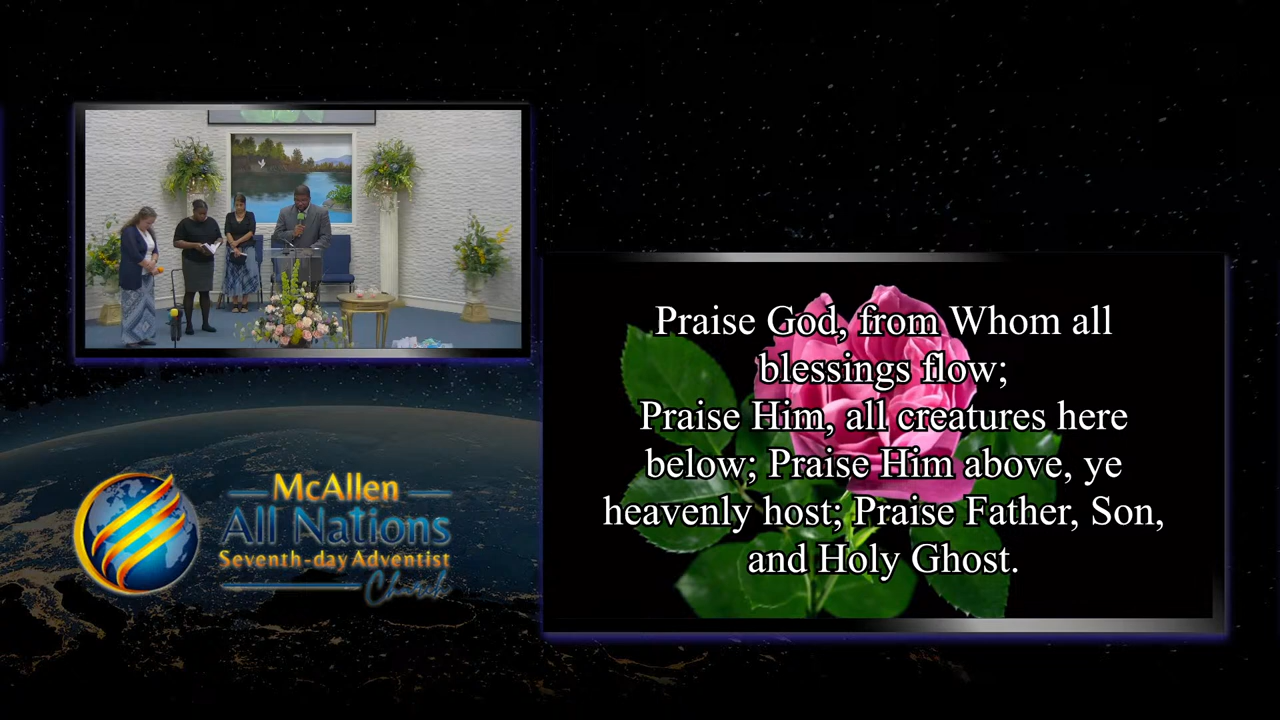 McAllen
All Nations
Seventh-day Adventist
Church
Praise God, from Whom all
blessings flow;
Praise Him, all creatures here
below; Praise Him above, ye
heavenly host; Praise Father, Son,
and Holy Ghost.